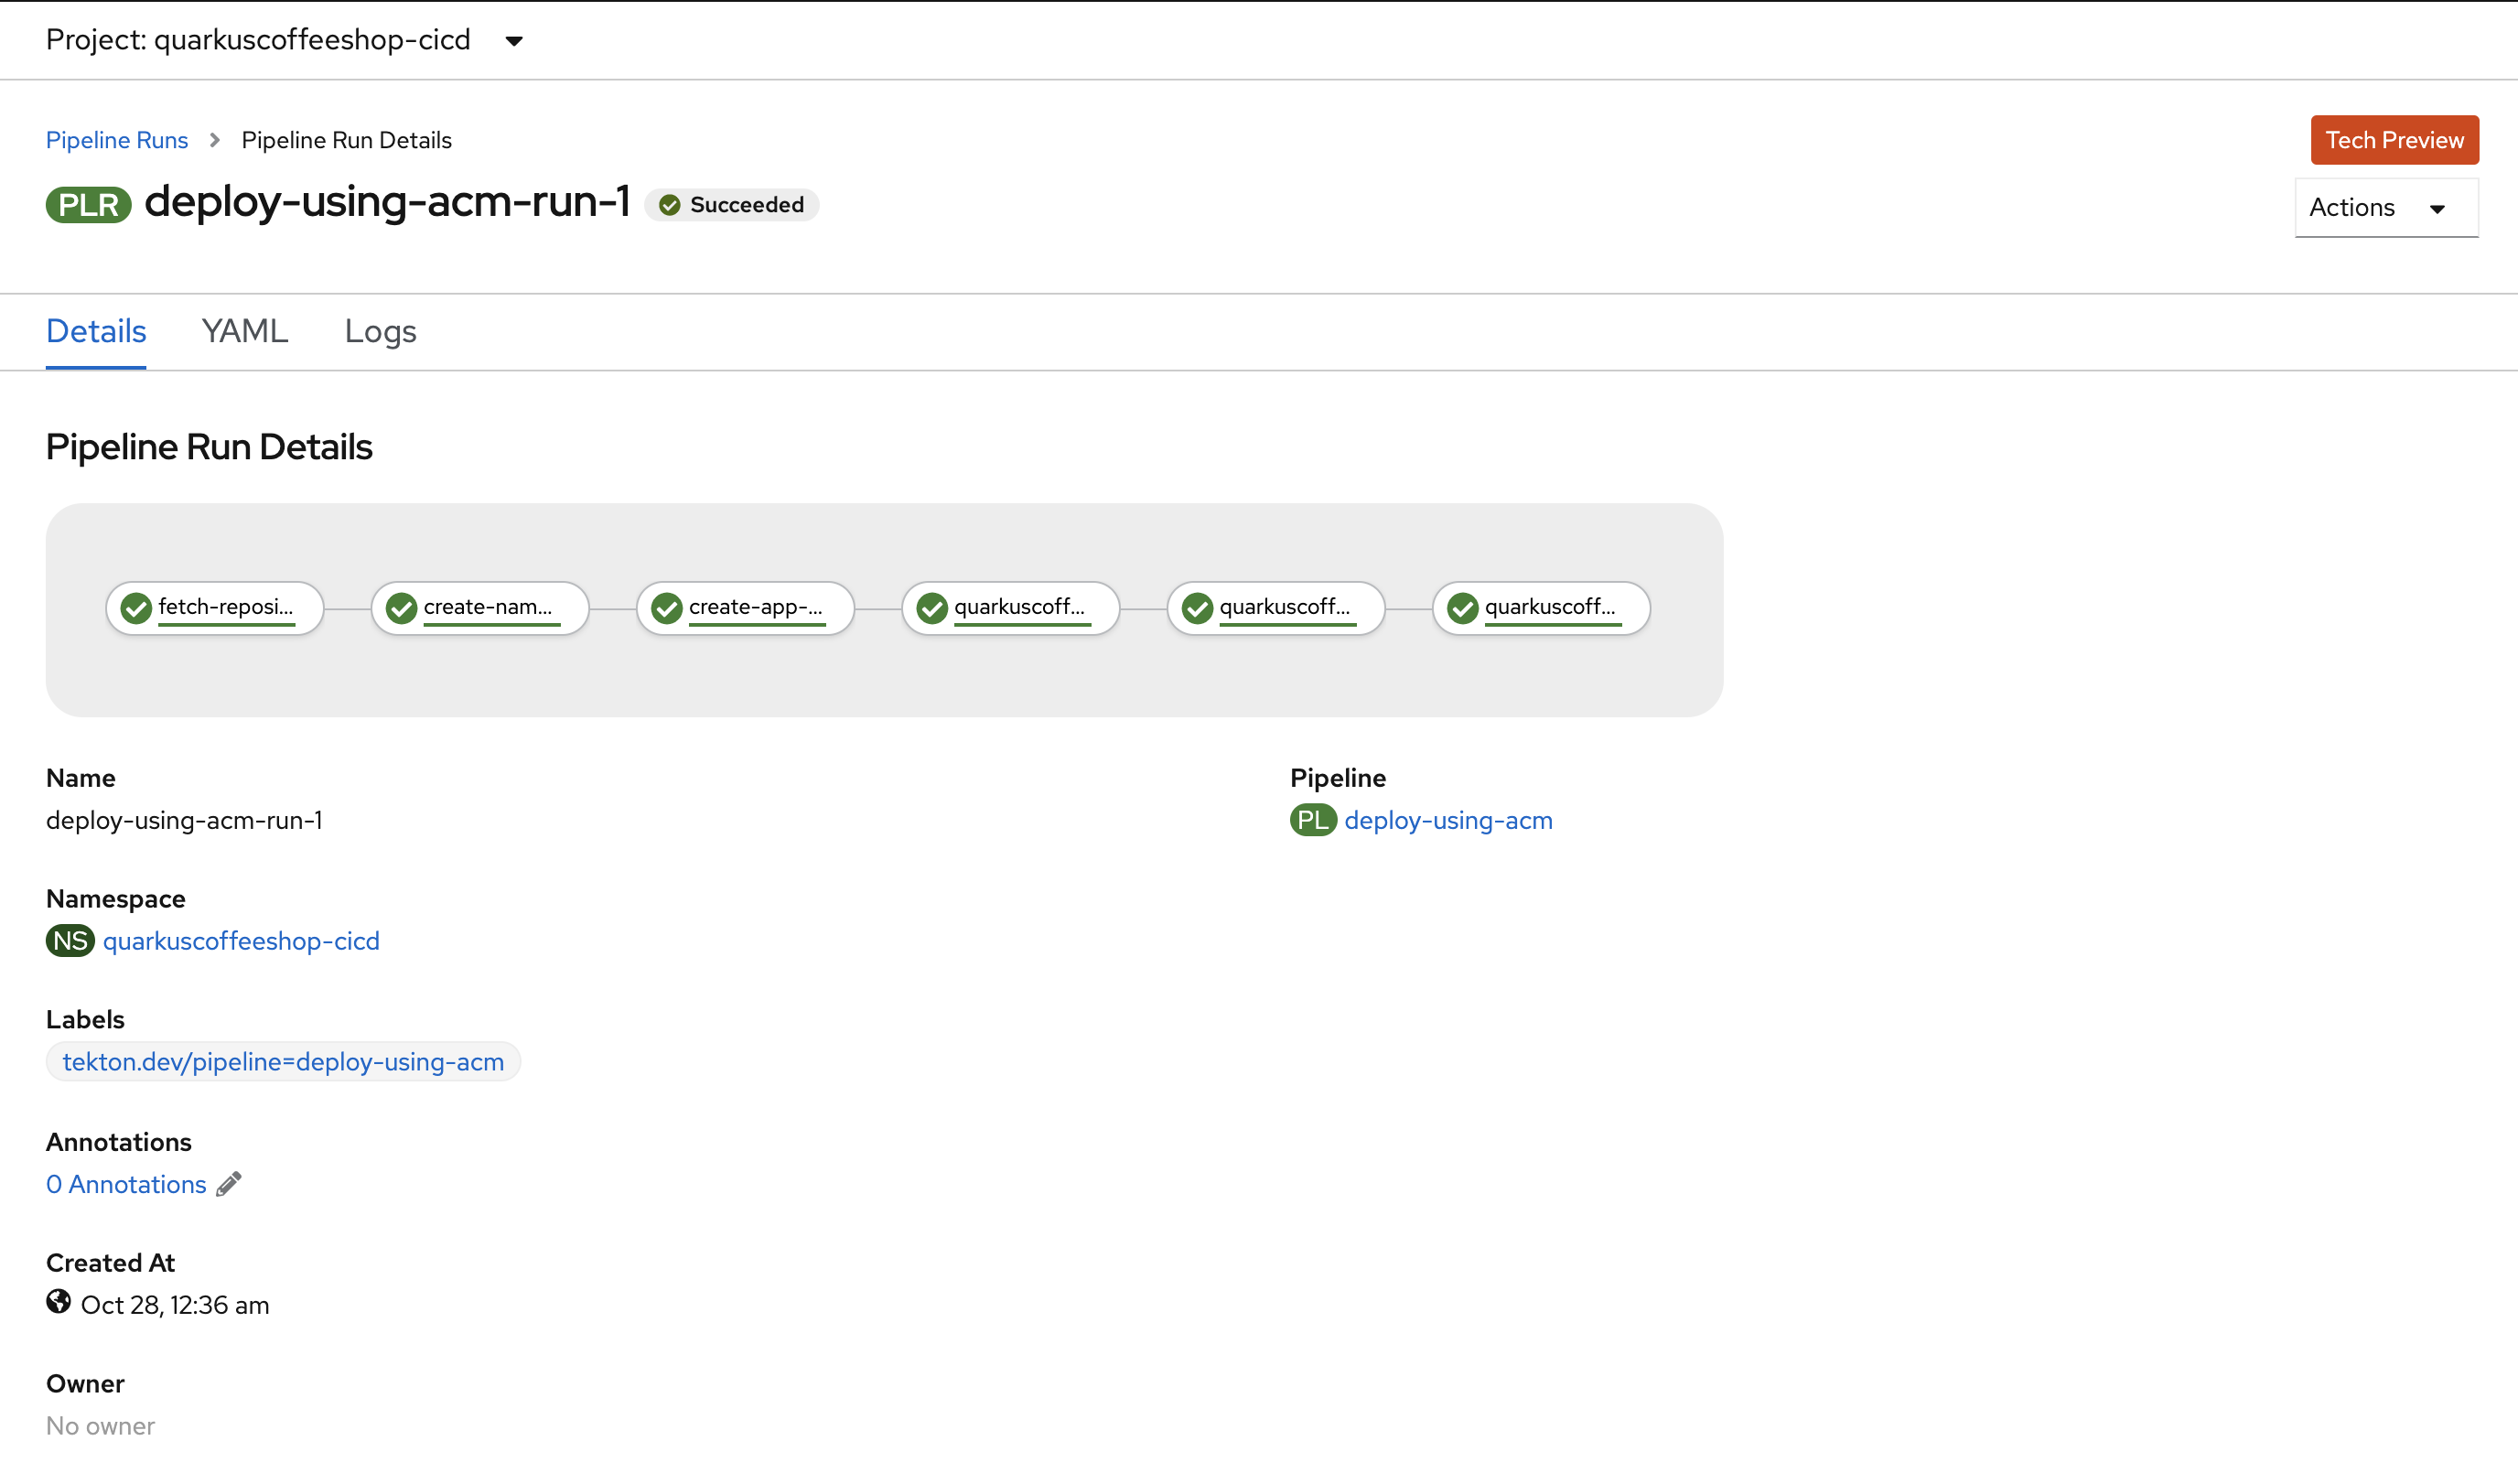 Project: quarkuscoffeeshop-cicd
Pipeline Runs > Pipeline Run Details
Tech Preview
PLR deploy-using-acm-run-1 Succeeded
Actions
Details YAML Logs
Pipeline Run Details
fetch-reposi... create-nam... create-app-... quarkuscoff... quarkuscoff... quarkuscoff...
Name
deploy-using-acm-run-1
Pipeline
PL deploy-using-acm
Namespace
NS quarkuscoffeeshop-cicd
Labels
tekton.dev/pipeline=deploy-using-acm
Annotations
0 Annotations
Created At
Oct 28, 12:36 am
Owner
No owner